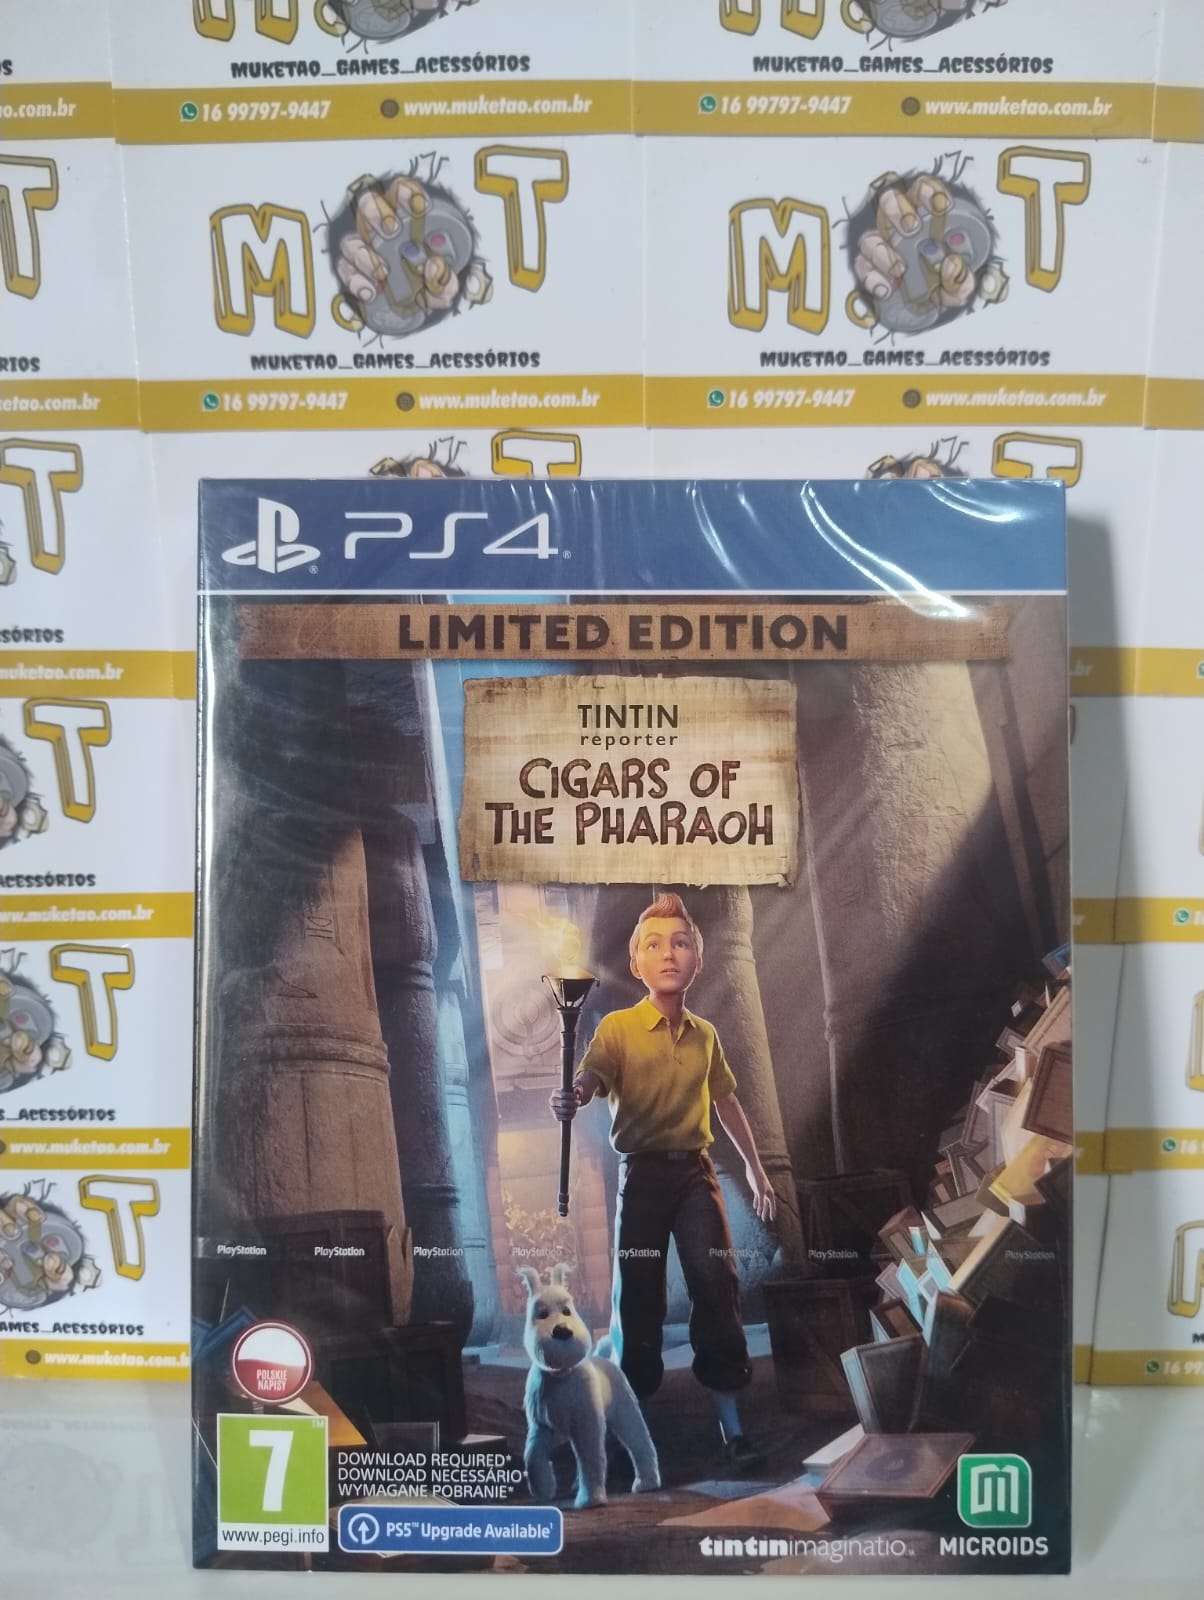 MUKETAO_GAMES_ACESSÓRIOS
MUKETAO_GAMES_ACESSÓRIOS
16 99797-9447 www.muketao.com.br
16 99797-9447 www.muketao.com.br
M.T
M.T
MUKETAO_GAMES_ACESSÓRIOS
MUKETAO_GAMES_ACESSÓRIOS
16 99797-9447 www.muketao.com.br
16 99797-9447 www.muketao.com.br
PS4
LIMITED EDITION
TINTIN
reporter
CIGARS OF
THE PHARAOH
PlayStation PlayStation PlayStation PlayStation PlayStation PlayStation PlayStation PlayStation
POLSKIE
NAPISY
7
www.pegi.info
DOWNLOAD REQUIRED*
DOWNLOAD NECESSÁRIO*
WYMAGANE POBRANIE*
PS5™ Upgrade Available¹
tintinimaginatio
MICROIDS